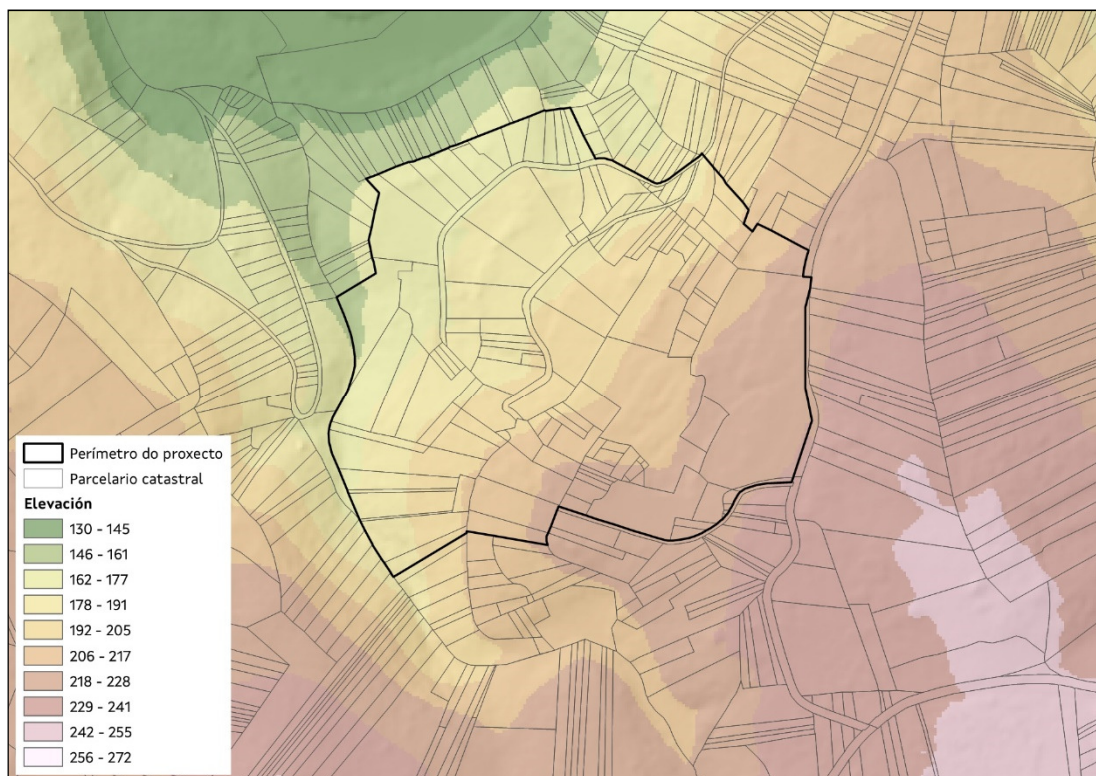 Perímetro do proxecto
Parcelario catastral
Elevación
130 - 145
146 - 161
162 - 177
178 - 191
192 - 205
206 - 217
218 - 228
229 - 241
242 - 255
256 - 272